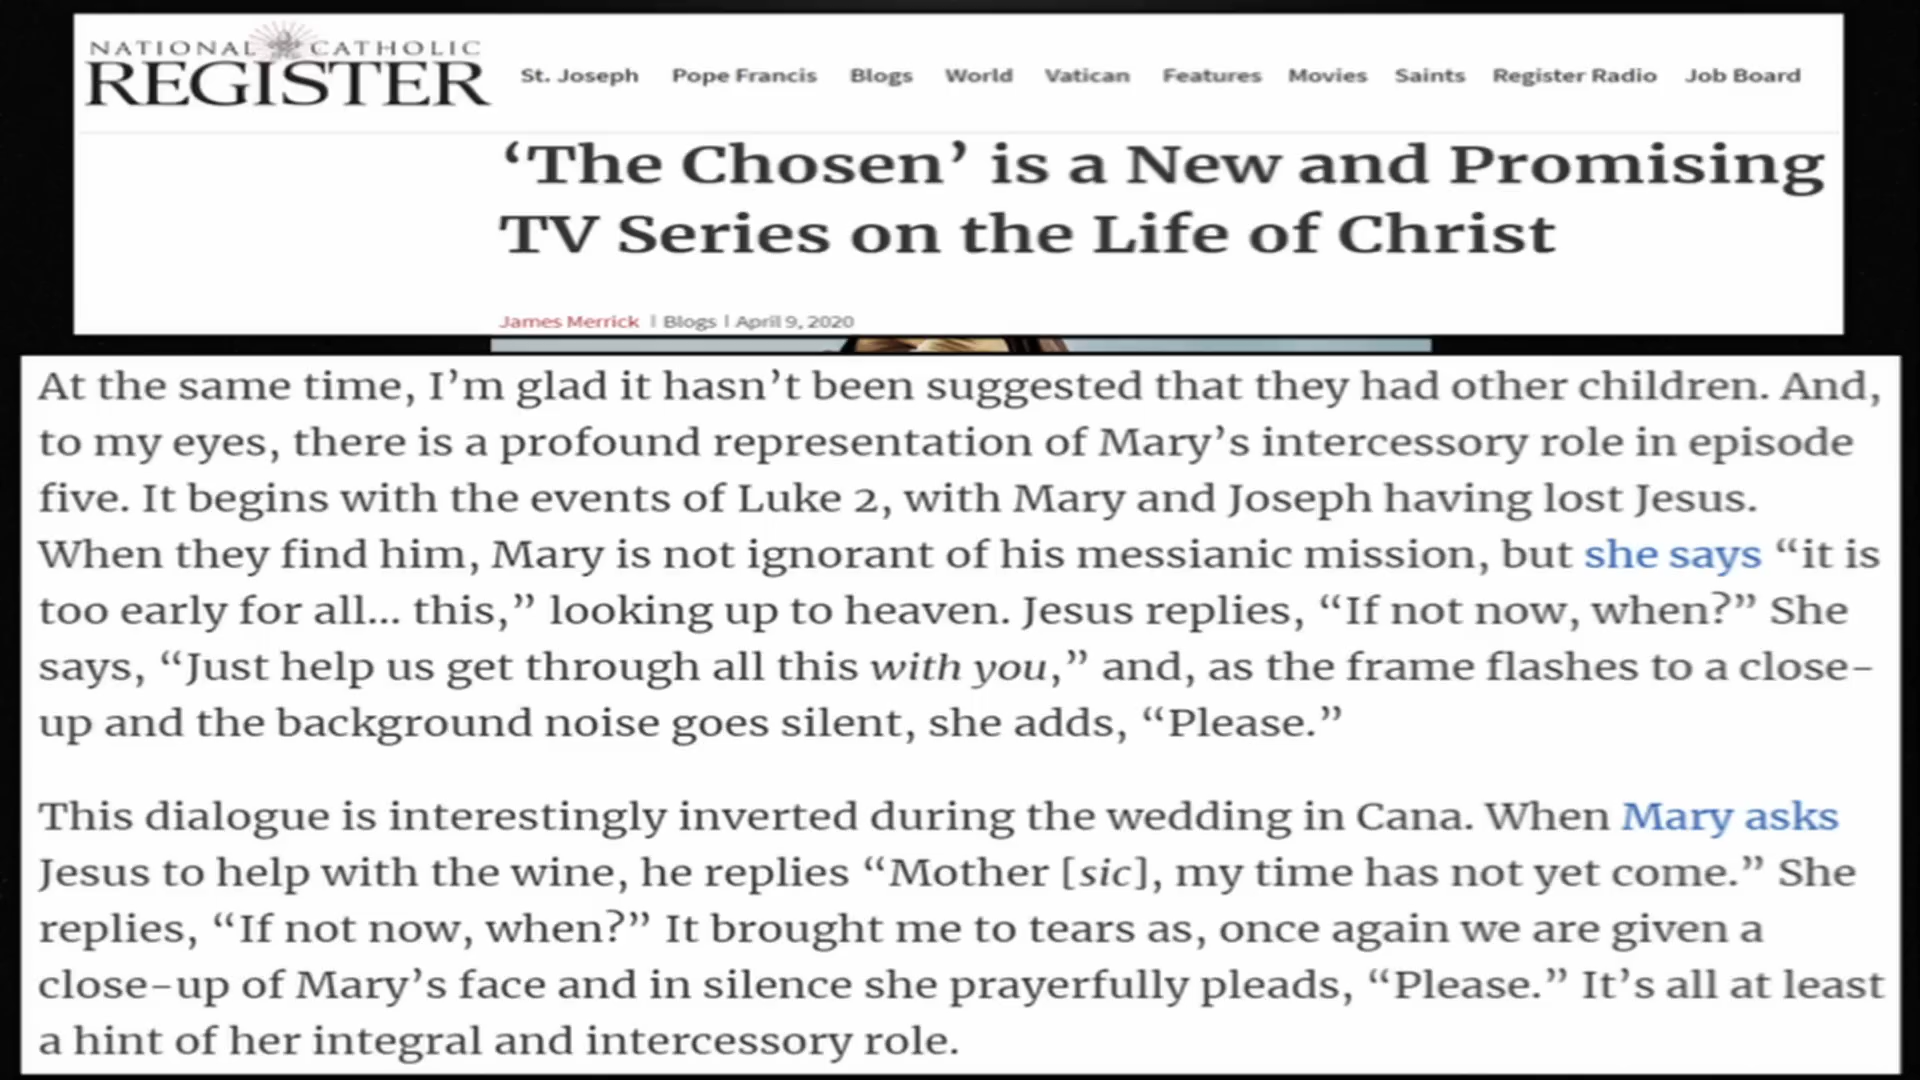 NATIONAL CATHOLIC
REGISTER
St. Joseph Pope Francis Blogs World Vatican Features Movies Saints Register Radio Job Board
‘The Chosen’ is a New and Promising
TV Series on the Life of Christ
James Merrick | Blogs | April 9, 2020
At the same time, I’m glad it hasn’t been suggested that they had other children. And,
to my eyes, there is a profound representation of Mary’s intercessory role in episode
five. It begins with the events of Luke 2, with Mary and Joseph having lost Jesus.
When they find him, Mary is not ignorant of his messianic mission, but she says “it is
too early for all... this,” looking up to heaven. Jesus replies, “If not now, when?” She
says, “Just help us get through all this with you,” and, as the frame flashes to a close-
up and the background noise goes silent, she adds, “Please.”
This dialogue is interestingly inverted during the wedding in Cana. When Mary asks
Jesus to help with the wine, he replies “Mother [sic], my time has not yet come.” She
replies, “If not now, when?” It brought me to tears as, once again we are given a
close-up of Mary’s face and in silence she prayerfully pleads, “Please.” It’s all at least
a hint of her integral and intercessory role.